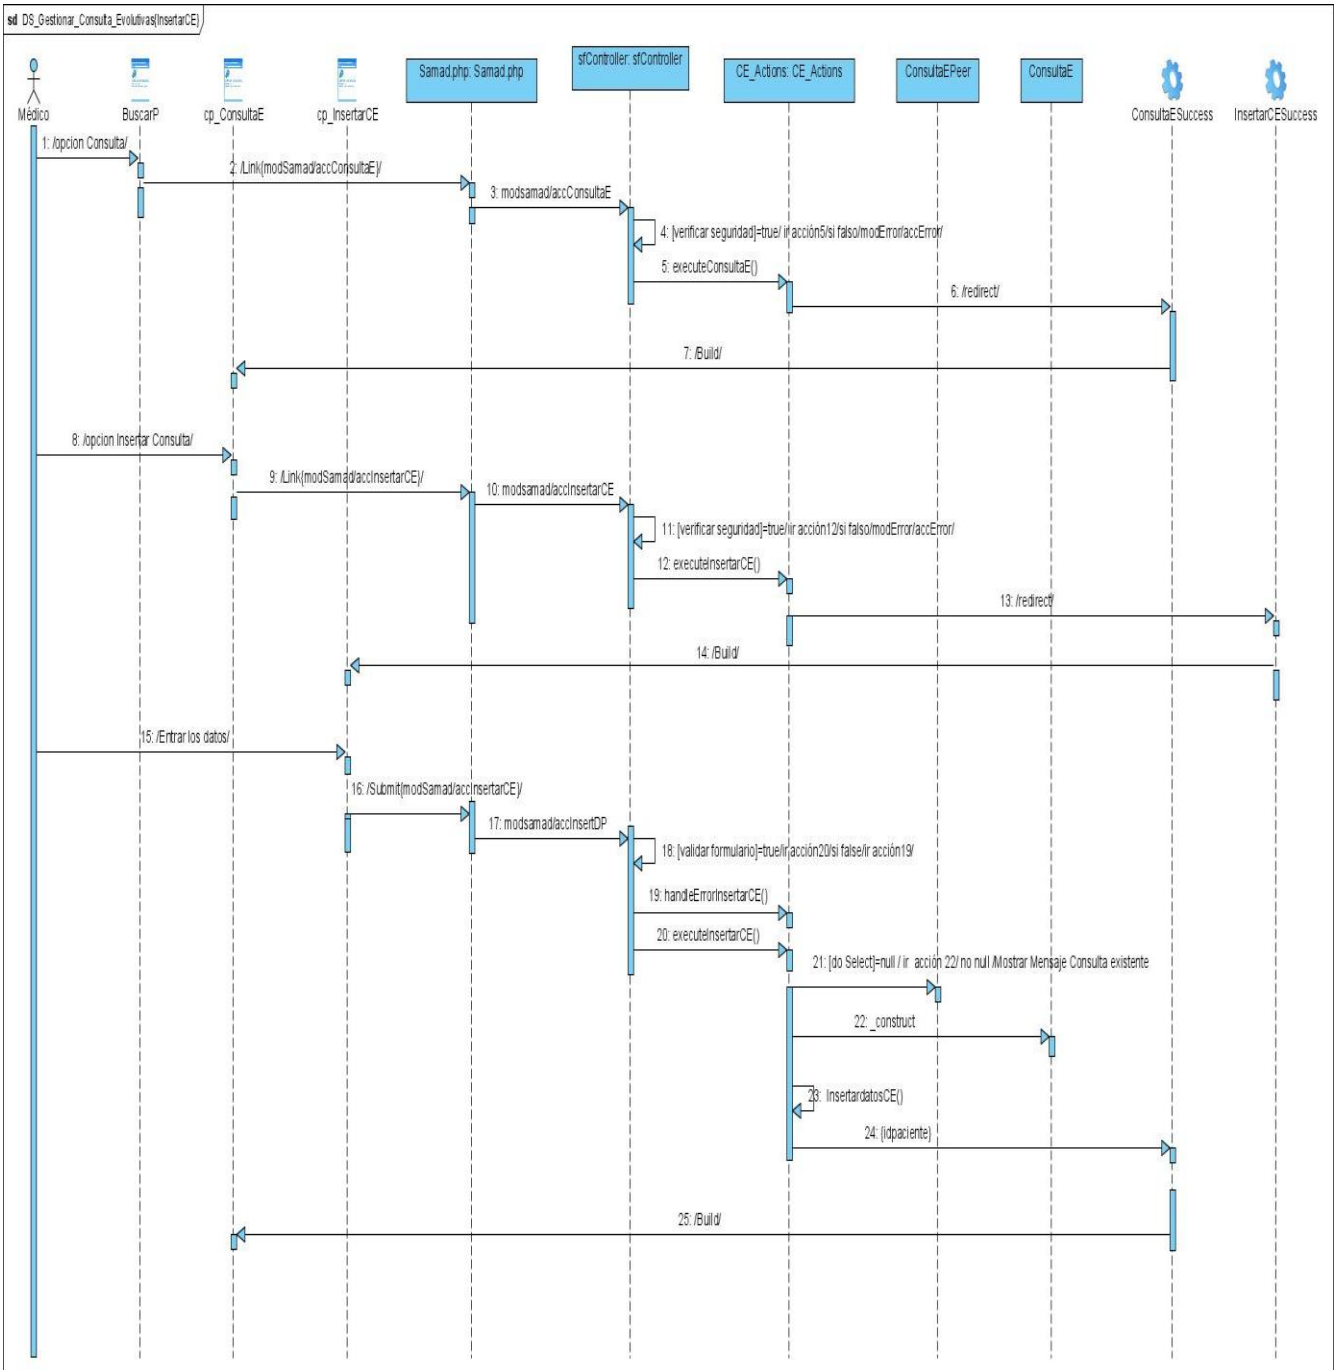 sd DS_Gestionar_Consulta_Evolutivas(InsertarCE)
Médico
BuscarP
cp_ConsultaE
cp_InsertarCE
Samad.php: Samad.php
sfController: sfController
CE_Actions: CE_Actions
ConsultaEPeer
ConsultaE
ConsultaESuccess
InsertarCESuccess
1: /opcion Consulta/
2: /Link(modSamad/accConsultaE)/
3: modsamad/accConsultaE
4: [verificar seguridad]=true/ ir acción5/si falso/modError/accError/
5: executeConsultaE()
6: /redirect/
7: /Build/
8: /opcion Insertar Consulta/
9: /Link(modSamad/accInsertarCE)/
10: modsamad/accInsertarCE
11: [verificar seguridad]=true/ir acción12/si falso/modError/accError/
12: executeInsertarCE()
13: /redirect/
14: /Build/
15: /Entrar los datos/
16: /Submit(modSamad/accInsertarCE)/
17: modsamad/accInsertDP
18: [validar formulario]=true/ir acción20/si false/ir acción19/
19: handleErrorInsertarCE()
20: executeInsertarCE()
21: [do Select]=null / ir acción 22/ no null /Mostrar Mensaje Consulta existente
22: _construct
23: InsertardatosCE()
24: (idpaciente)
25: /Build/